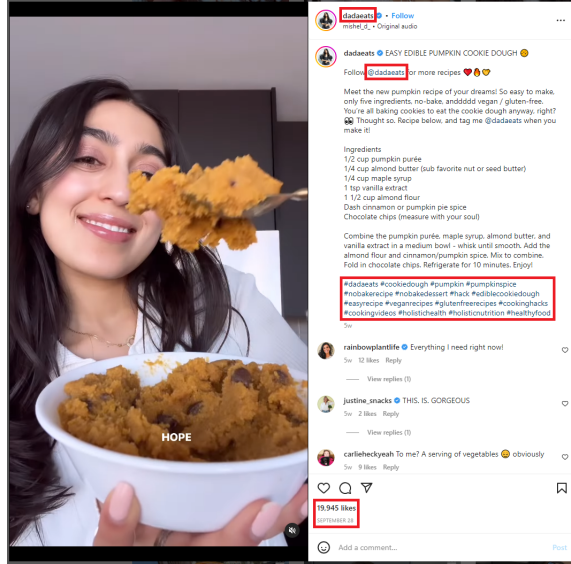 dadaeats • Follow
mishel_d_ • Original audio
dadaeats EASY EDIBLE PUMPKIN COOKIE DOUGH
Follow @dadaeats for more recipes
Meet the new pumpkin recipe of your dreams! So easy to make,
only five ingredients, no-bake, andddd vegan / gluten-free.
You're all baking cookies to eat the cookie dough anyway, right?
Thought so. Recipe below, and tag me @dadaeats when you
make it!
Ingredients
1/2 cup pumpkin purée
1/4 cup almond butter (sub favorite nut or seed butter)
1/4 cup maple syrup
1 tsp vanilla extract
1 1/2 cup almond flour
Dash cinnamon or pumpkin pie spice
Chocolate chips (measure with your soul)
Combine the pumpkin purée, maple syrup, almond butter, and
vanilla extract in a medium bowl - whisk until smooth. Add the
almond flour and cinnamon/pumpkin spice. Mix to combine.
Fold in chocolate chips. Refrigerate for 10 minutes. Enjoy!
#dadaeats #cookiedough #pumpkin #pumpkinspice
#nobakerecipe #nobakedessert #hack #ediblecookiedough
#easyrecipe #veganrecipes #glutenfreerecipes #cookinghacks
#cookingvideos #holistichealth #holisticnutrition #healthyfood
5w
rainbowplantlife Everything I need right now!
5w 12 likes Reply
View replies (1)
justine_snacks THIS. IS. GORGEOUS
5w 2 likes Reply
View replies (1)
carlieheckyeah To me? A serving of vegetables obviously
5w 9 likes Reply
19.945 likes
SEPTEMBER 28
Add a comment...
Post
HOPE